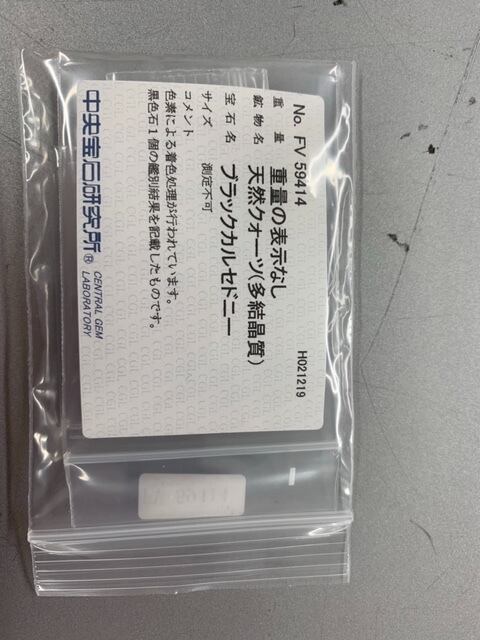 No. FV 59414
H021219
重量 重量の表示なし
鉱物名 天然クォーツ(多結晶質)
宝石名 ブラックカルセドニー
サイズ 測定不可
コメント
色素による着色処理が行われています。
黒色石1個の鑑別結果を記載したものです。
中央宝石研究所®
CENTRAL GEM
LABORATORY